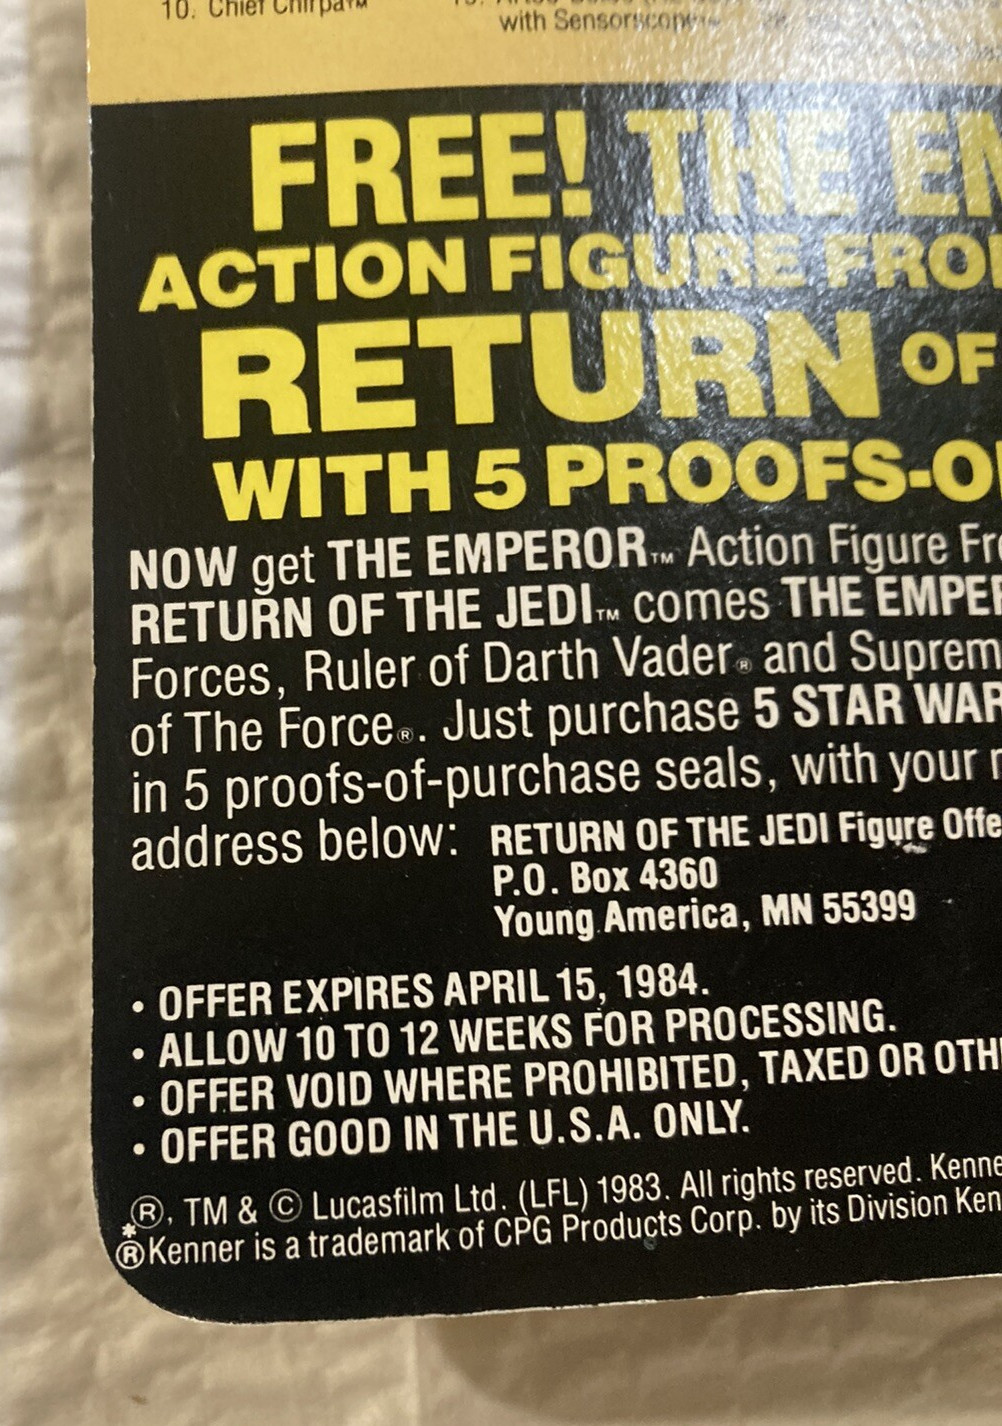 10. Chief Chirpa™
with Sensorscope™
FREE! THE EM
ACTION FIGURE FROM
RETURN OF
WITH 5 PROOFS-O
NOW get THE EMPEROR™ Action Figure Fr
RETURN OF THE JEDI™ comes THE EMPER
Forces, Ruler of Darth Vader® and Suprem
of The Force®. Just purchase 5 STAR WAR
in 5 proofs-of-purchase seals, with your
address below: RETURN OF THE JEDI Figure Offe
P.O. Box 4360
Young America, MN 55399
• OFFER EXPIRES APRIL 15, 1984.
• ALLOW 10 TO 12 WEEKS FOR PROCESSING.
• OFFER VOID WHERE PROHIBITED, TAXED OR OTH
• OFFER GOOD IN THE U.S.A. ONLY.
®, TM & © Lucasfilm Ltd. (LFL) 1983. All rights reserved. Kenne
*®Kenner is a trademark of CPG Products Corp. by its Division Ken